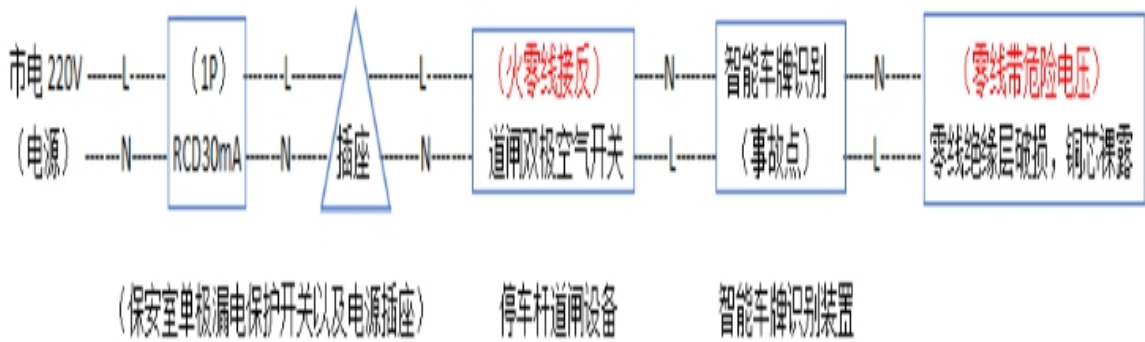 市电 220V ------L------ (1P) ------L------ ------L------ (火零线接反) ------N------ 智能车牌识别 ------N------ (零线带危险电压)
(电源) ------N------ RCD30mA ------N------ 插座 ------N------ 道闸双极空气开关 ------L------ (事故点) ------L------ 零线绝缘层破损，铜芯裸露
(保安室单极漏电保护开关以及电源插座) 停车杆道闸设备 智能车牌识别装置